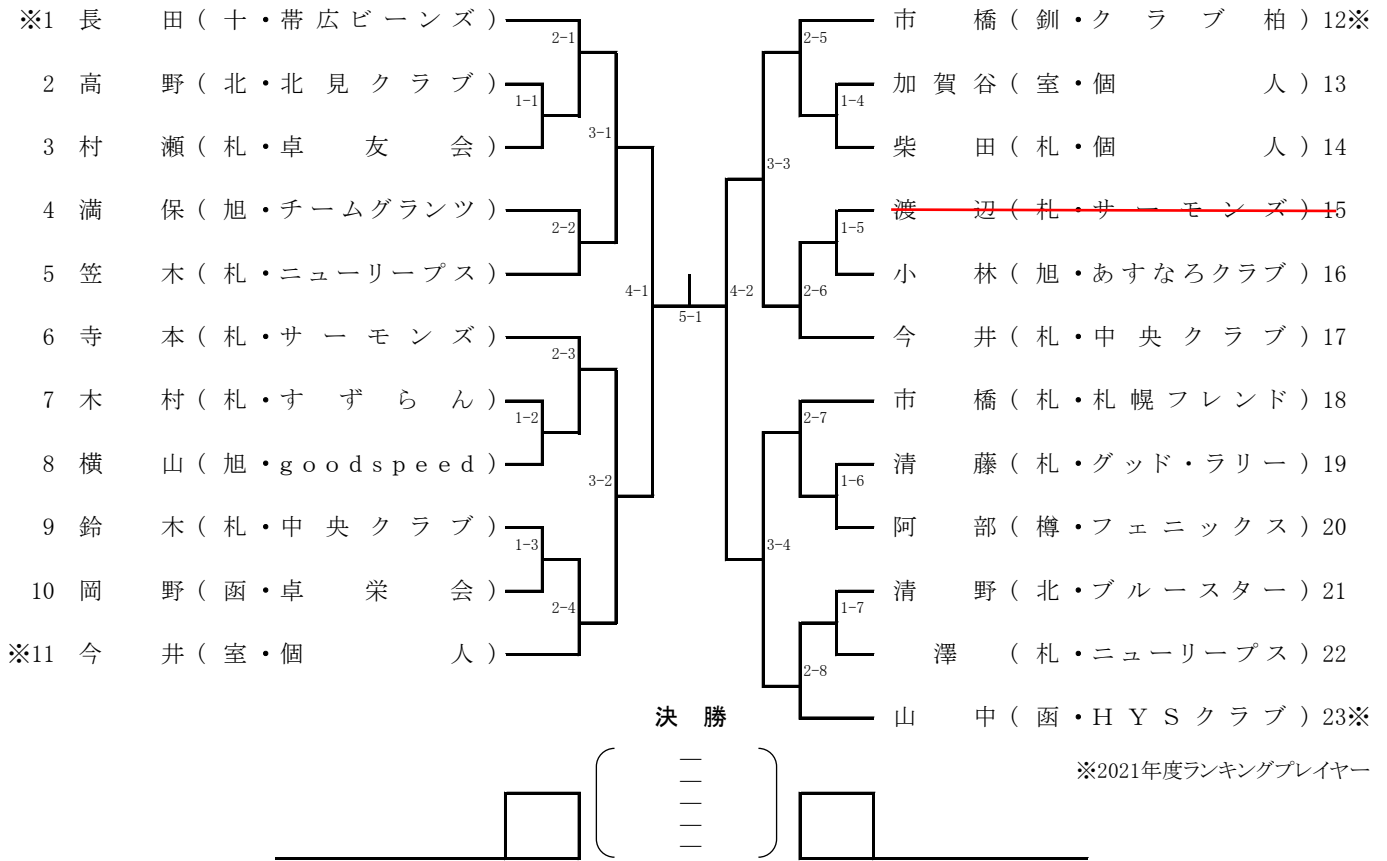 ※1 長田(十・帯広ビーンズ)
2 高野(北・北見クラブ)
3 村瀬(札・卓友会)
4 満保(旭・チームグランツ)
5 笠木(札・ニューリープス)
6 寺本(札・サーモンズ)
7 木村(札・すずらん)
8 横山(旭・goodspeed)
9 鈴木(札・中央クラブ)
10 岡野(函・卓栄会)
※11 今井(室・個人)
2-1
1-1
3-1
2-2
4-1
2-3
1-2
3-2
1-3
2-4
5-1
市橋(釧・クラブ柏)12※
加賀谷(室・個人)13
柴田(札・個人)14
渡辺(札・サーモンズ)15
小林(旭・あすなろクラブ)16
今井(札・中央クラブ)17
市橋(札・札幌フレンド)18
清藤(札・グッド・ラリー)19
阿部(樽・フェニックス)20
清野(北・ブルースター)21
澤(札・ニューリープス)22
山中(函・HYSクラブ)23※
2-5
1-4
3-3
1-5
4-2
2-6
2-7
1-6
3-4
1-7
2-8
決勝
※2021年度ランキングプレイヤー